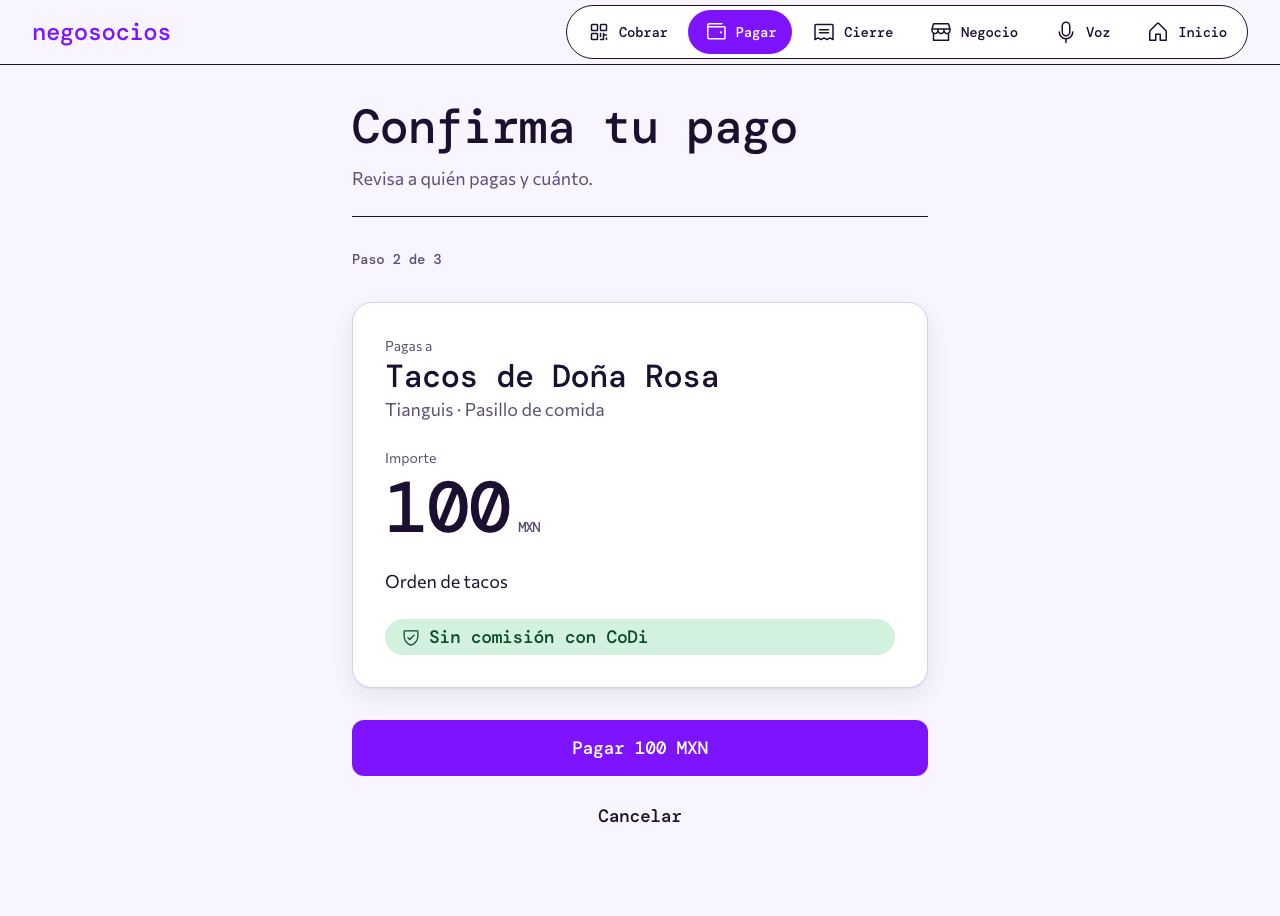 negosocios
Cobrar
Pagar
Cierre
Negocio
Voz
Inicio
Confirma tu pago
Revisa a quién pagas y cuánto.
Paso 2 de 3
Pagas a
Tacos de Doña Rosa
Tianguis · Pasillo de comida
Importe
100 MXN
Orden de tacos
Sin comisión con CoDi
Pagar 100 MXN
Cancelar